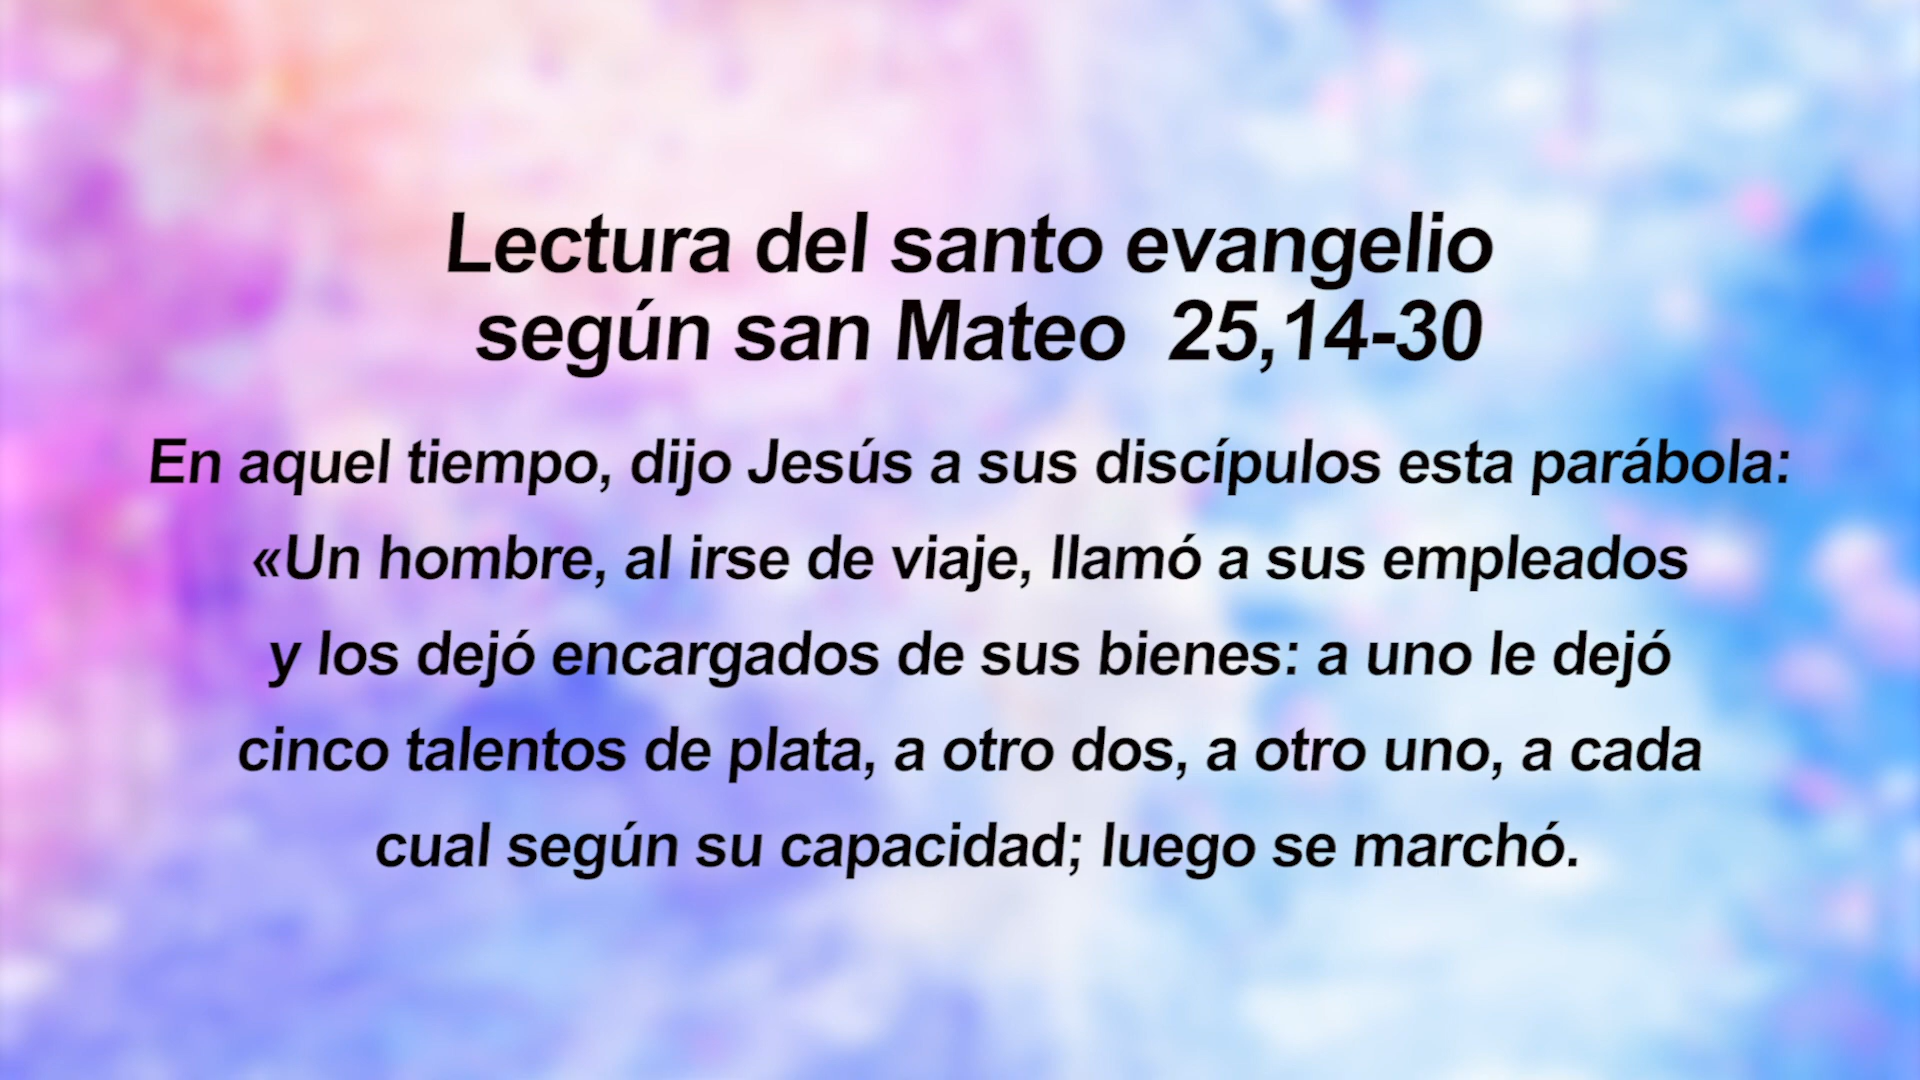 Lectura del santo evangelio
según san Mateo 25,14-30
En aquel tiempo, dijo Jesús a sus discípulos esta parábola:
«Un hombre, al irse de viaje, llamó a sus empleados
y los dejó encargados de sus bienes: a uno le dejó
cinco talentos de plata, a otro dos, a otro uno, a cada
cual según su capacidad; luego se marchó.